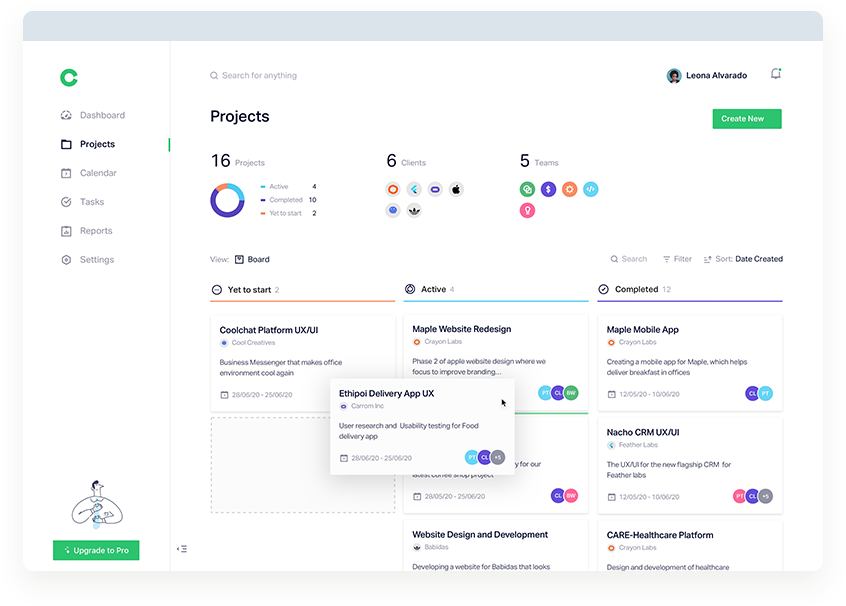 Search for anything
Leona Alvarado
Dashboard
Projects
Calendar
Tasks
Reports
Settings
Upgrade to Pro
Projects
Create New
16 Projects
Active 4
Completed 10
Yet to start 2
6 Clients
5 Teams
View: Board
Search
Filter
Sort: Date Created
Yet to start 2
Coolchat Platform UX/UI
Cool Creatives
Business Messenger that makes office
environment cool again
28/06/20 - 25/06/20
Ethipoi Delivery App UX
Carrom Inc
User research and Usability testing for Food
delivery app
28/06/20 - 25/06/20
PT CL +5
Active 4
Maple Website Redesign
Crayon Labs
Phase 2 of apple website design where we
focus to improve branding...
PT CL BW
for our
latest coffee shop project
28/05/20 - 25/06/20
CL BW
Website Design and Development
Babidas
Developing a website for Babidas that looks
Completed 12
Maple Mobile App
Crayon Labs
Creating a mobile app for Maple, which helps
deliver breakfast in offices
12/05/20 - 10/06/20
CL PT
Nacho CRM UX/UI
Feather Labs
The UX/UI for the new flagship CRM for
Feather labs
12/05/20 - 10/06/20
PT CL +5
CARE-Healthcare Platform
Crayon Labs
Design and development of healthcare